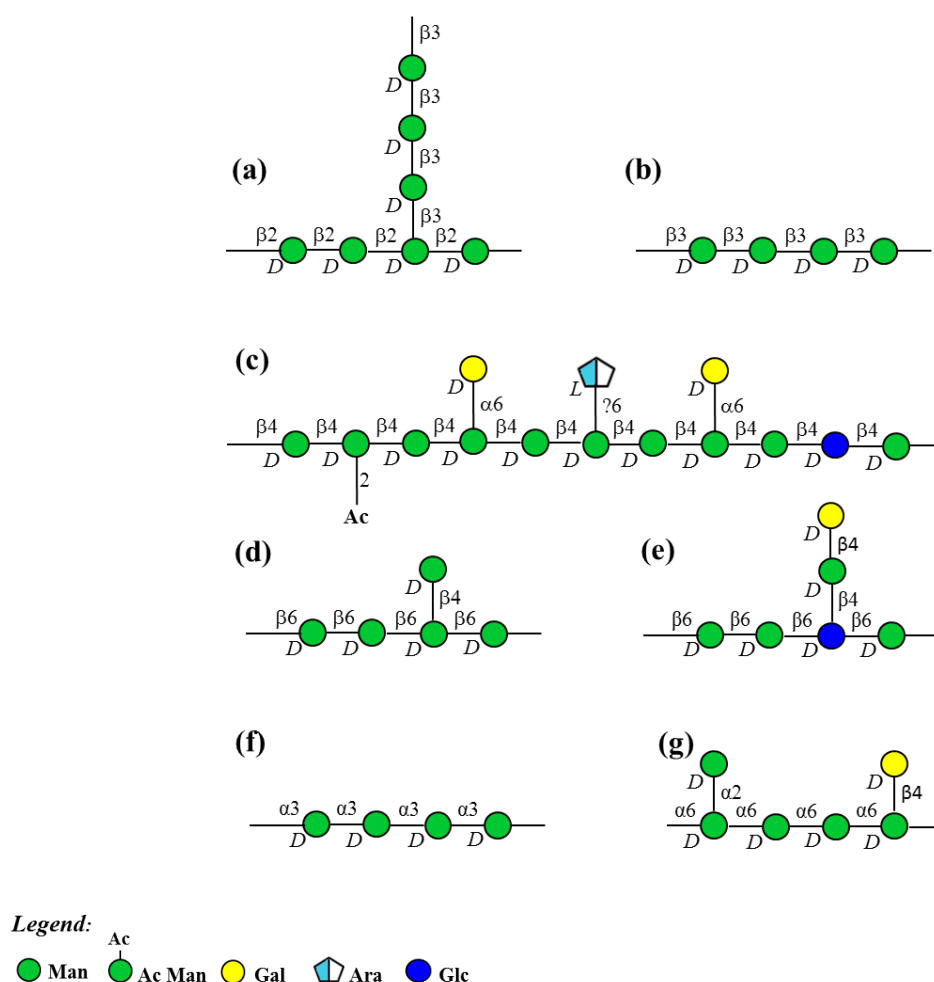 β3
D
β3
D
β3
D
β3
(a)
β2 β2 β2 β2
D D D D
(b)
β3 β3 β3 β3
D D D D
(c)
D L D
α6 ?6 α6
β4 β4 β4 β4 β4 β4 β4 β4 β4 β4 β4
D D D D D D D D D D D
2
Ac
(d)
D
β4
β6 β6 β6 β6
D D D D
(e)
D
β4
D
β4
β6 β6 β6 β6
D D D D
(f)
α3 α3 α3 α3
D D D D
(g)
D D
α2 β4
α6 α6 α6 α6
D D D D
Legend:
Ac
Man Ac Man Gal Ara Glc